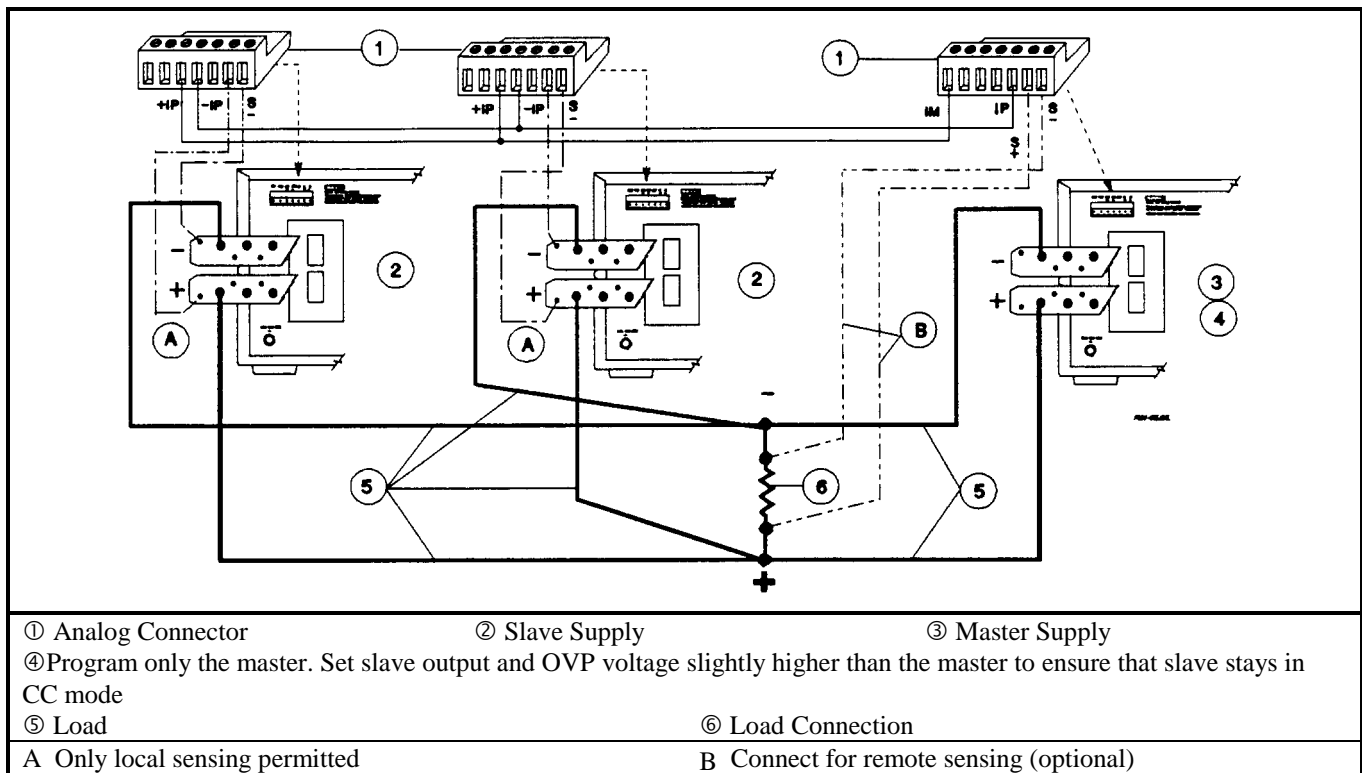 1
1
+IP -IP S -
+IP -IP S -
IM ↓P S + S -
2
2
3
4
- +
- +
- +
A
A
B
-
5
6
5
+
① Analog Connector ② Slave Supply ③ Master Supply
④Program only the master. Set slave output and OVP voltage slightly higher than the master to ensure that slave stays in
CC mode
⑤ Load ⑥ Load Connection
A Only local sensing permitted B Connect for remote sensing (optional)